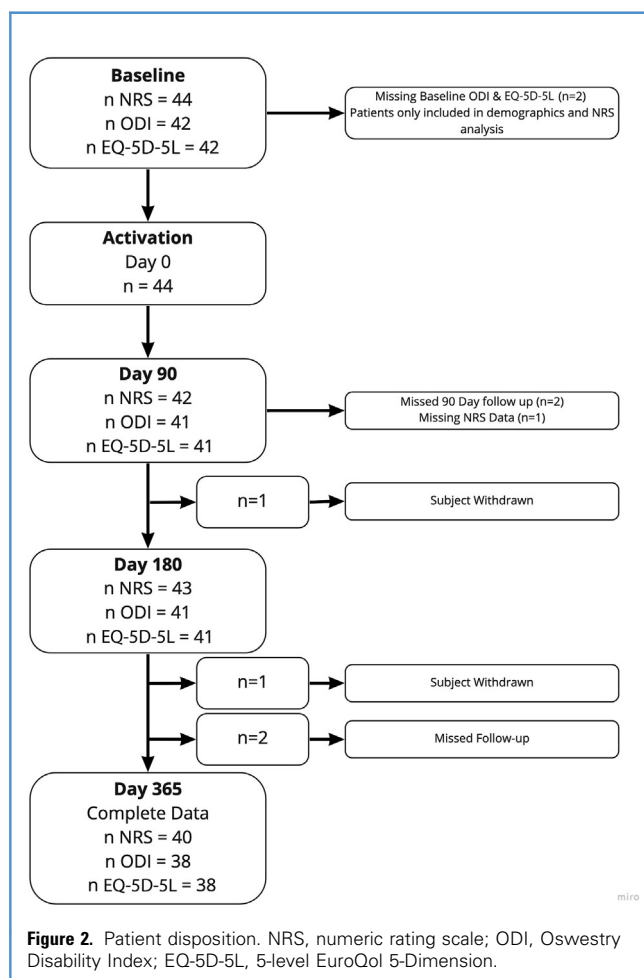 Baseline
n NRS = 44
n ODI = 42
n EQ-5D-5L = 42
Missing Baseline ODI & EQ-5D-5L (n=2)
Patients only included in demographics and NRS
analysis
Activation
Day 0
n = 44
Day 90
n NRS = 42
n ODI = 41
n EQ-5D-5L = 41
Missed 90 Day follow up (n=2)
Missing NRS Data (n=1)
n=1
Subject Withdrawn
Day 180
n NRS = 43
n ODI = 41
n EQ-5D-5L = 41
n=1
Subject Withdrawn
n=2
Missed Follow-up
Day 365
Complete Data
n NRS = 40
n ODI = 38
n EQ-5D-5L = 38
miro
Figure 2. Patient disposition. NRS, numeric rating scale; ODI, Oswestry
Disability Index; EQ-5D-5L, 5-level EuroQol 5-Dimension.